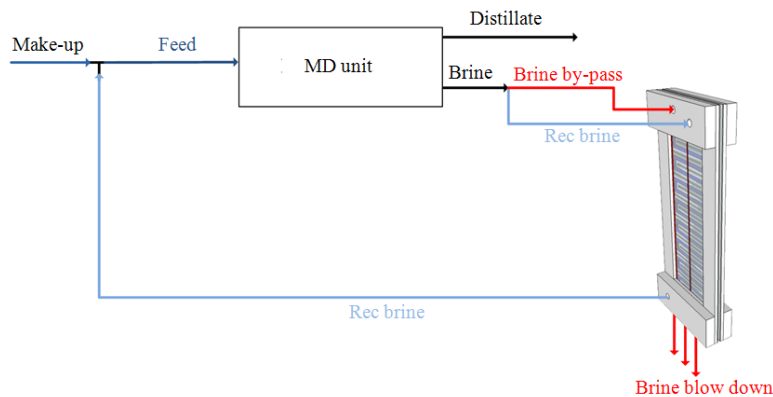 Distillate
Make-up
Feed
MD unit
Brine
Brine by-pass
Rec brine
Rec brine
Brine blow down